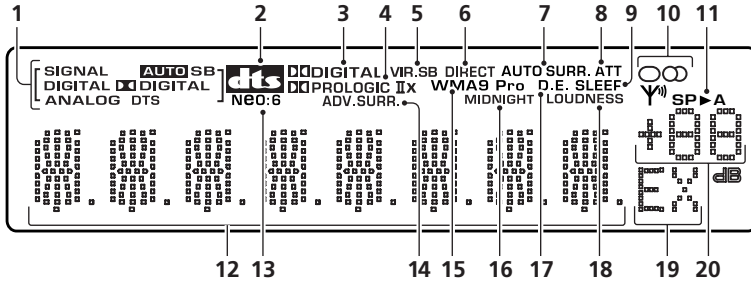 1 2 3 4 5 6 7 8 9 10 11
SIGNAL AUTO SB dts DIGITAL VIR.SB DIRECT AUTO SURR. ATT
DIGITAL DIGITAL PROLOGIC IIx WMA9 Pro D.E. SLEEP SP►A
ANALOG DTS Neo:6 ADV.SURR. MIDNIGHT LOUDNESS
dB
EX
12 13 14 15 16 17 18 19 20